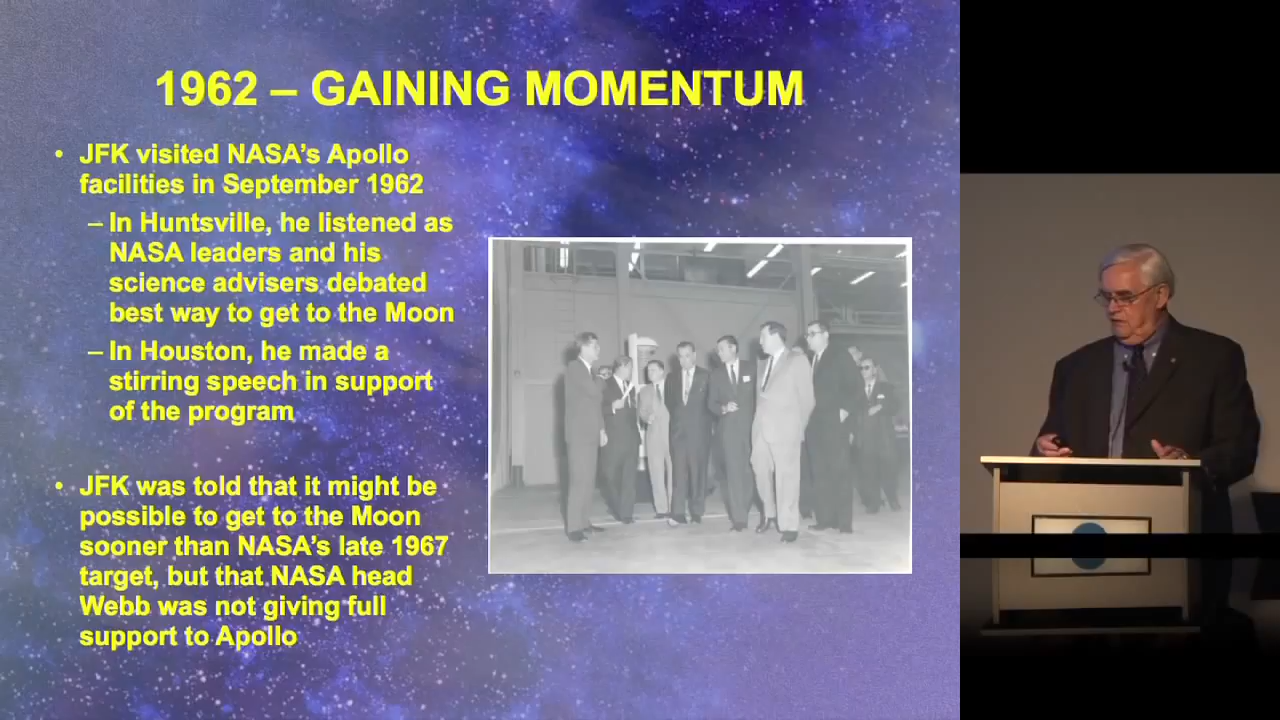 1962 – GAINING MOMENTUM
• JFK visited NASA’s Apollo
facilities in September 1962
– In Huntsville, he listened as
NASA leaders and his
science advisers debated
best way to get to the Moon
– In Houston, he made a
stirring speech in support
of the program
• JFK was told that it might be
possible to get to the Moon
sooner than NASA’s late 1967
target, but that NASA head
Webb was not giving full
support to Apollo